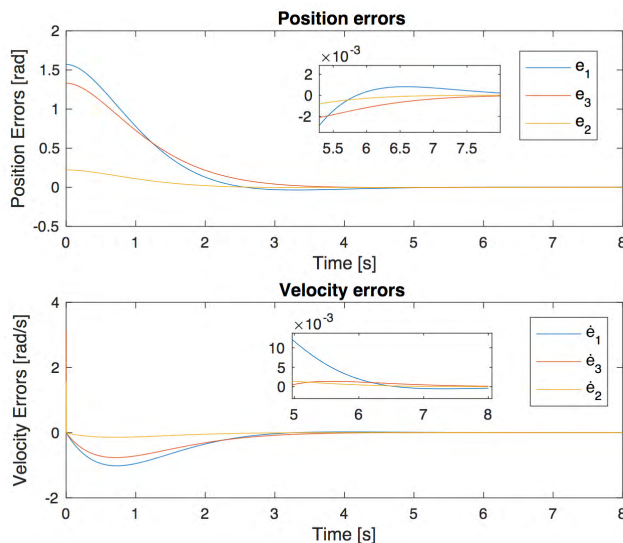 Position errors
Position Errors [rad]
2
1.5
1
0.5
0
-0.5
×10⁻³
2
0
-2
5.5 6 6.5 7 7.5
e₁
e₃
e₂
0 1 2 3 4 5 6 7 8
Time [s]
Velocity errors
Velocity Errors [rad/s]
4
2
0
-2
×10⁻³
10
5
0
5 6 7 8
ė₁
ė₃
ė₂
0 1 2 3 4 5 6 7 8
Time [s]